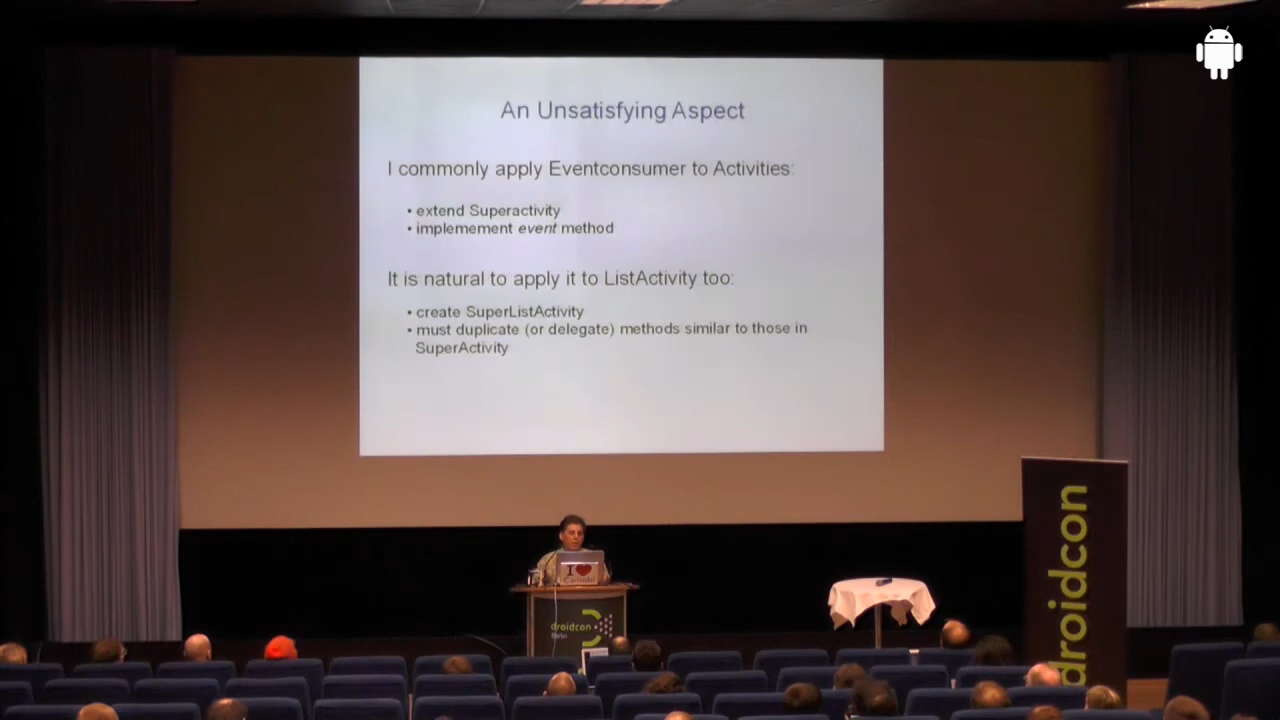 An Unsatisfying Aspect
I commonly apply Eventconsumer to Activities:
• extend Superactivity
• implemement event method
It is natural to apply it to ListActivity too:
• create SuperListActivity
• must duplicate (or delegate) methods similar to those in
SuperActivity
I
droidcon
Berlin
droidcon